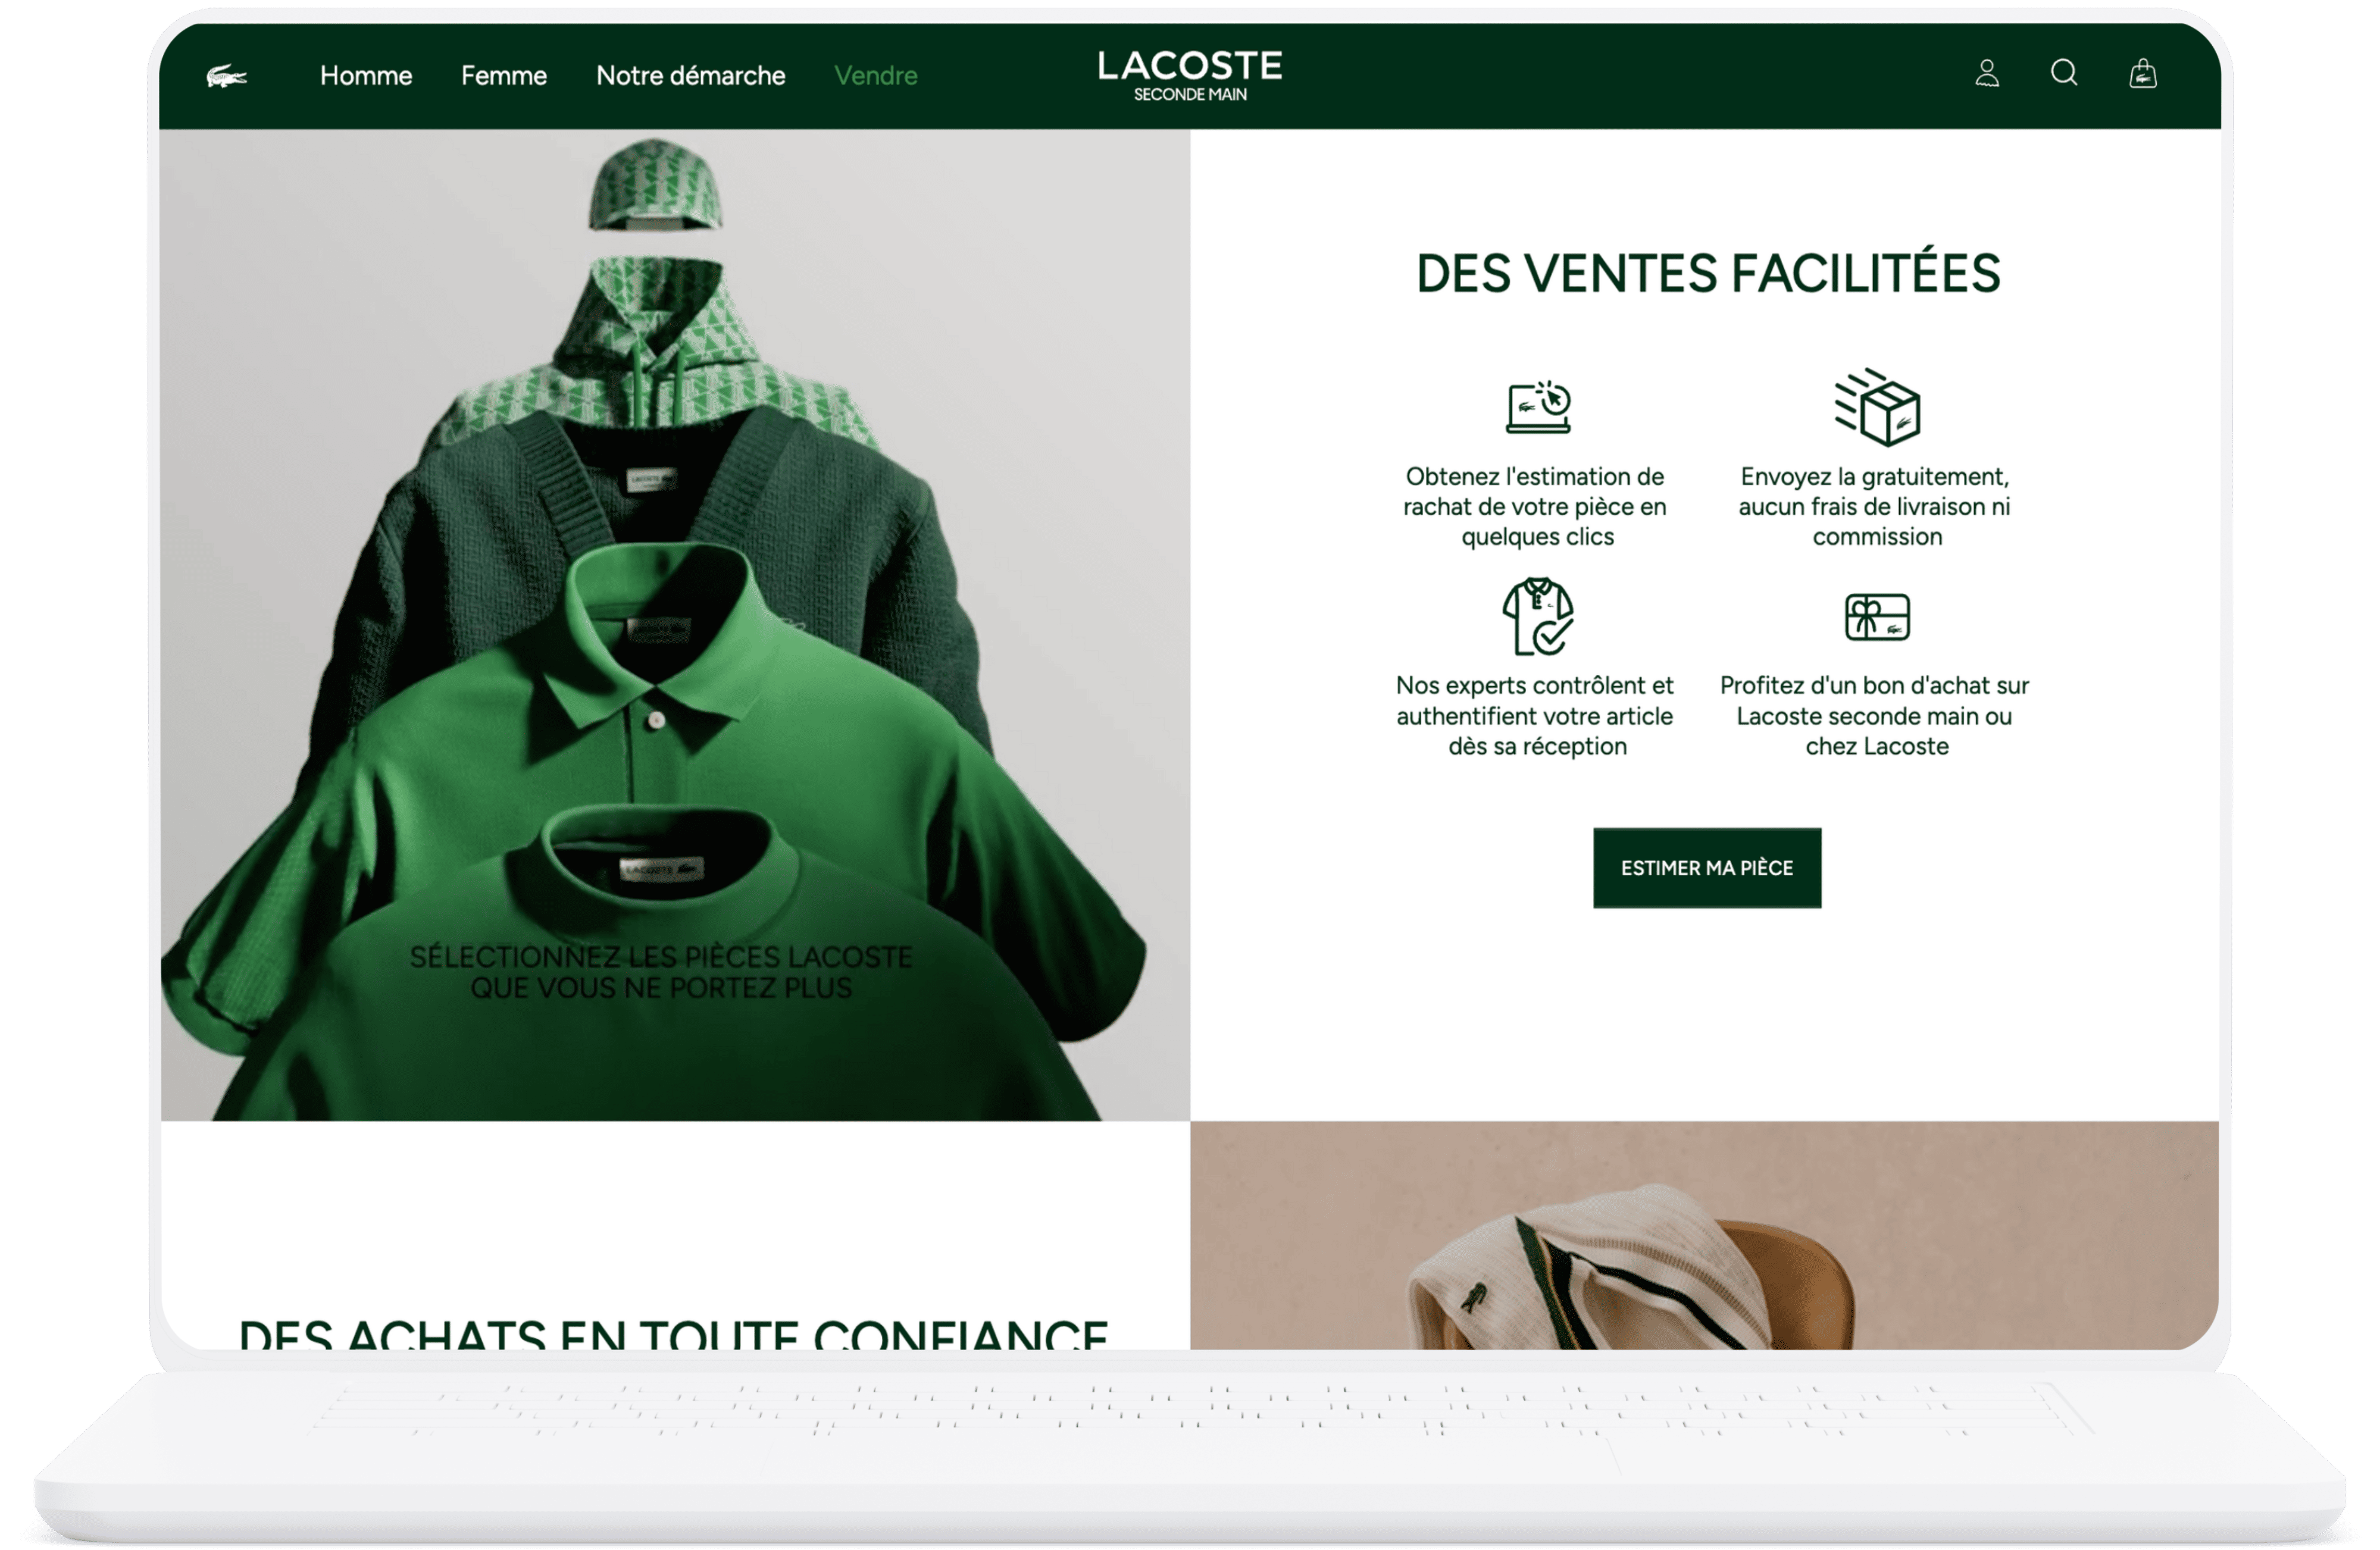 Homme
Femme
Notre démarche
Vendre
LACOSTE
SECONDE MAIN
DES VENTES FACILITÉES
Obtenez l'estimation de
rachat de votre pièce en
quelques clics
Envoyez la gratuitement,
aucun frais de livraison ni
commission
Nos experts contrôlent et
authentifient votre article
dès sa réception
Profitez d'un bon d'achat sur
Lacoste seconde main ou
chez Lacoste
ESTIMER MA PIÈCE
LACOSTE
LACOSTE
LACOSTE
SÉLECTIONNEZ LES PIÈCES LACOSTE
QUE VOUS NE PORTEZ PLUS
DES ACHATS EN TOUTE CONFIANCE